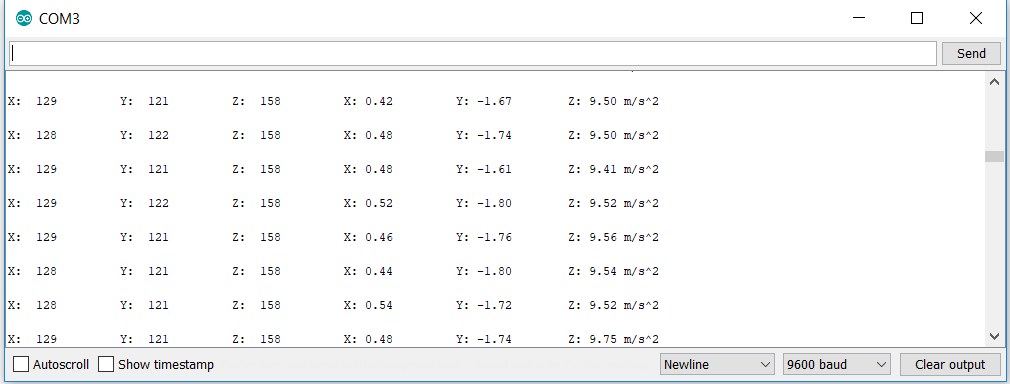 COM3
Send
X: 129 Y: 121 Z: 158 X: 0.42 Y: -1.67 Z: 9.50 m/s^2
X: 128 Y: 122 Z: 158 X: 0.48 Y: -1.74 Z: 9.50 m/s^2
X: 129 Y: 121 Z: 158 X: 0.48 Y: -1.61 Z: 9.41 m/s^2
X: 129 Y: 122 Z: 158 X: 0.52 Y: -1.80 Z: 9.52 m/s^2
X: 129 Y: 121 Z: 158 X: 0.46 Y: -1.76 Z: 9.56 m/s^2
X: 128 Y: 121 Z: 158 X: 0.44 Y: -1.80 Z: 9.54 m/s^2
X: 128 Y: 121 Z: 158 X: 0.54 Y: -1.72 Z: 9.52 m/s^2
X: 129 Y: 121 Z: 158 X: 0.48 Y: -1.74 Z: 9.75 m/s^2
Autoscroll Show timestamp Newline 9600 baud Clear output